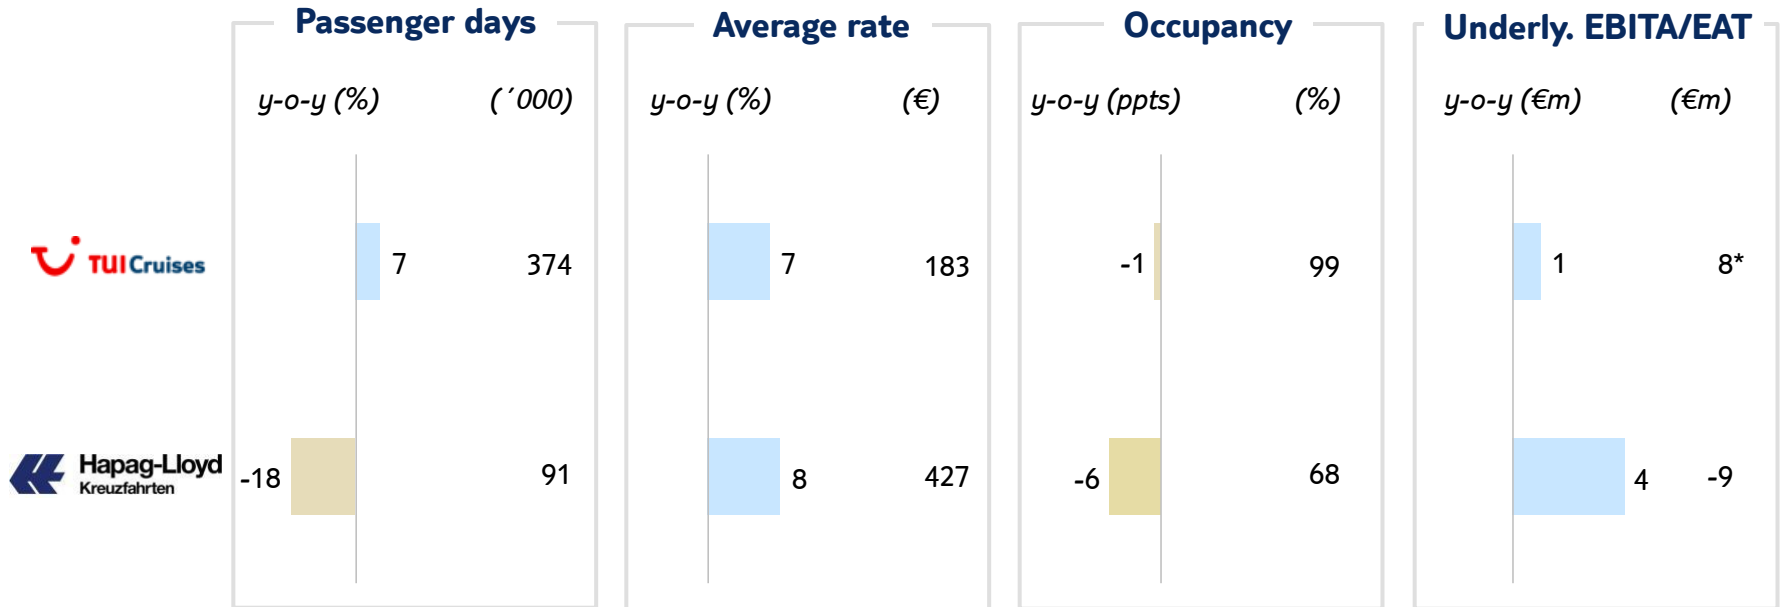 Passenger days Average rate Occupancy Underly. EBITA/EAT
y-o-y (%) (´000) y-o-y (%) (€) y-o-y (ppts) (%) y-o-y (€m) (€m)
TUI Cruises 7 374 7 183 -1 99 1 8*
Hapag-Lloyd
Kreuzfahrten
-18 91 8 427 -6 68 4 -9